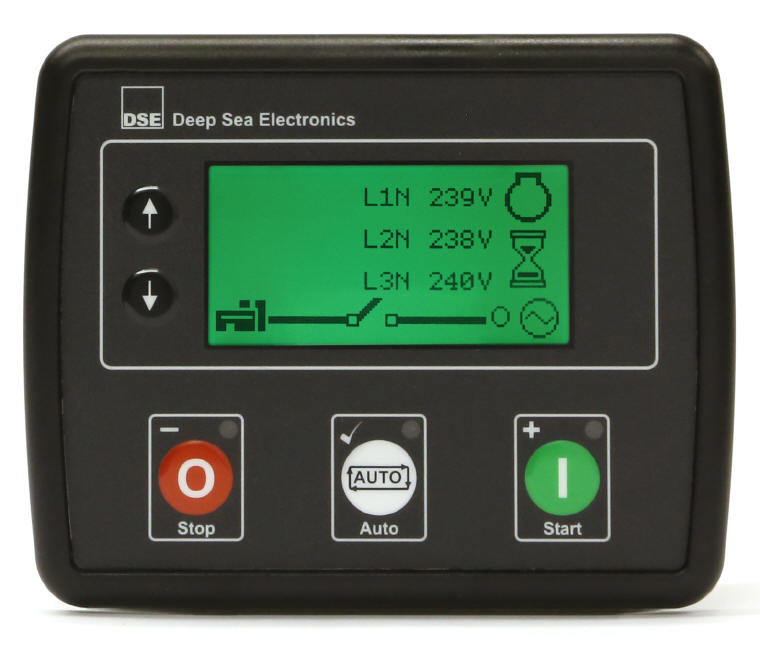 DSE Deep Sea Electronics
L1N 239V
L2N 238V
L3N 240V
Stop
AUTO
Auto
Start